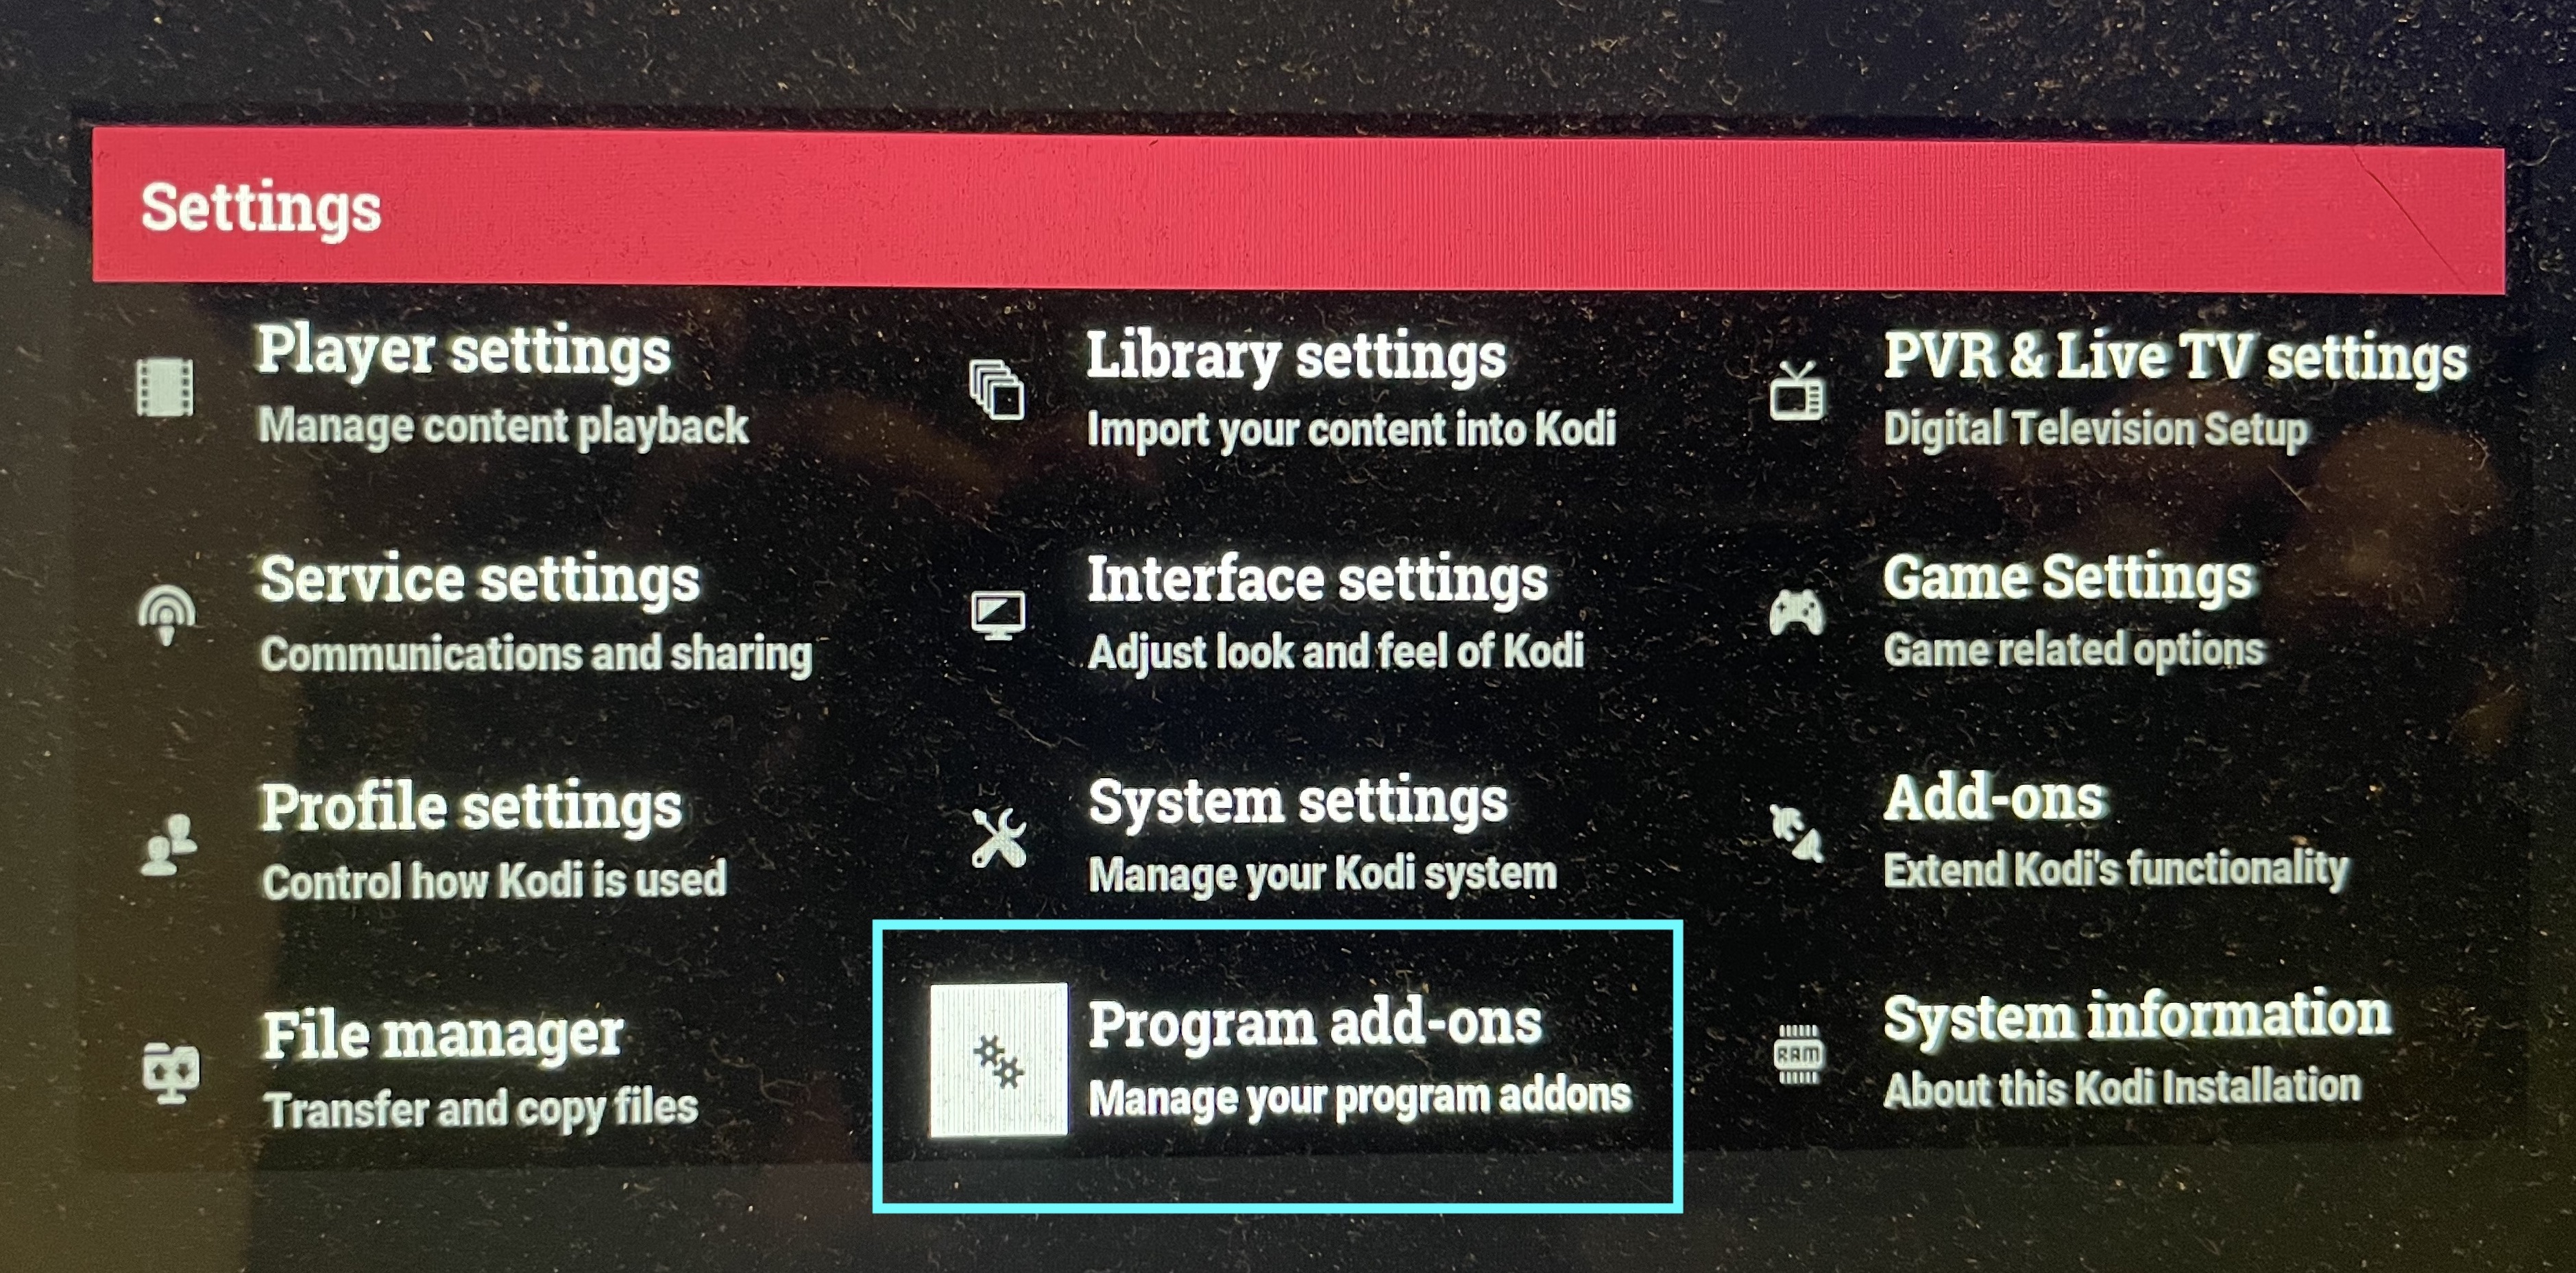 Settings
Player settings
Manage content playback
Library settings
Import your content into Kodi
PVR & Live TV settings
Digital Television Setup
Service settings
Communications and sharing
Interface settings
Adjust look and feel of Kodi
Game Settings
Game related options
Profile settings
Control how Kodi is used
System settings
Manage your Kodi system
Add-ons
Extend Kodi's functionality
File manager
Transfer and copy files
Program add-ons
Manage your program addons
RAM
System information
About this Kodi Installation